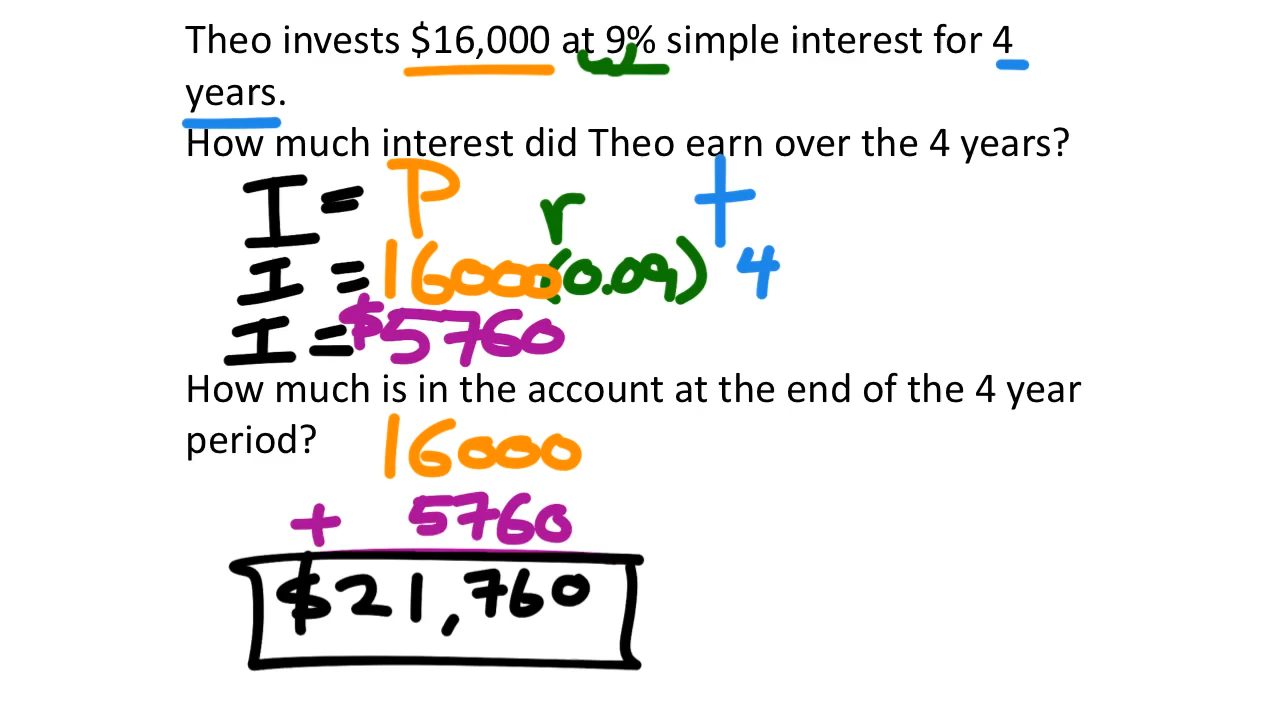 Theo invests $16,000 at 9% simple interest for 4
years.
How much interest did Theo earn over the 4 years?
I = P r t
I = 16000 (0.09) 4
I = $5760
How much is in the account at the end of the 4 year
period?
16000
+ 5760
$21,760